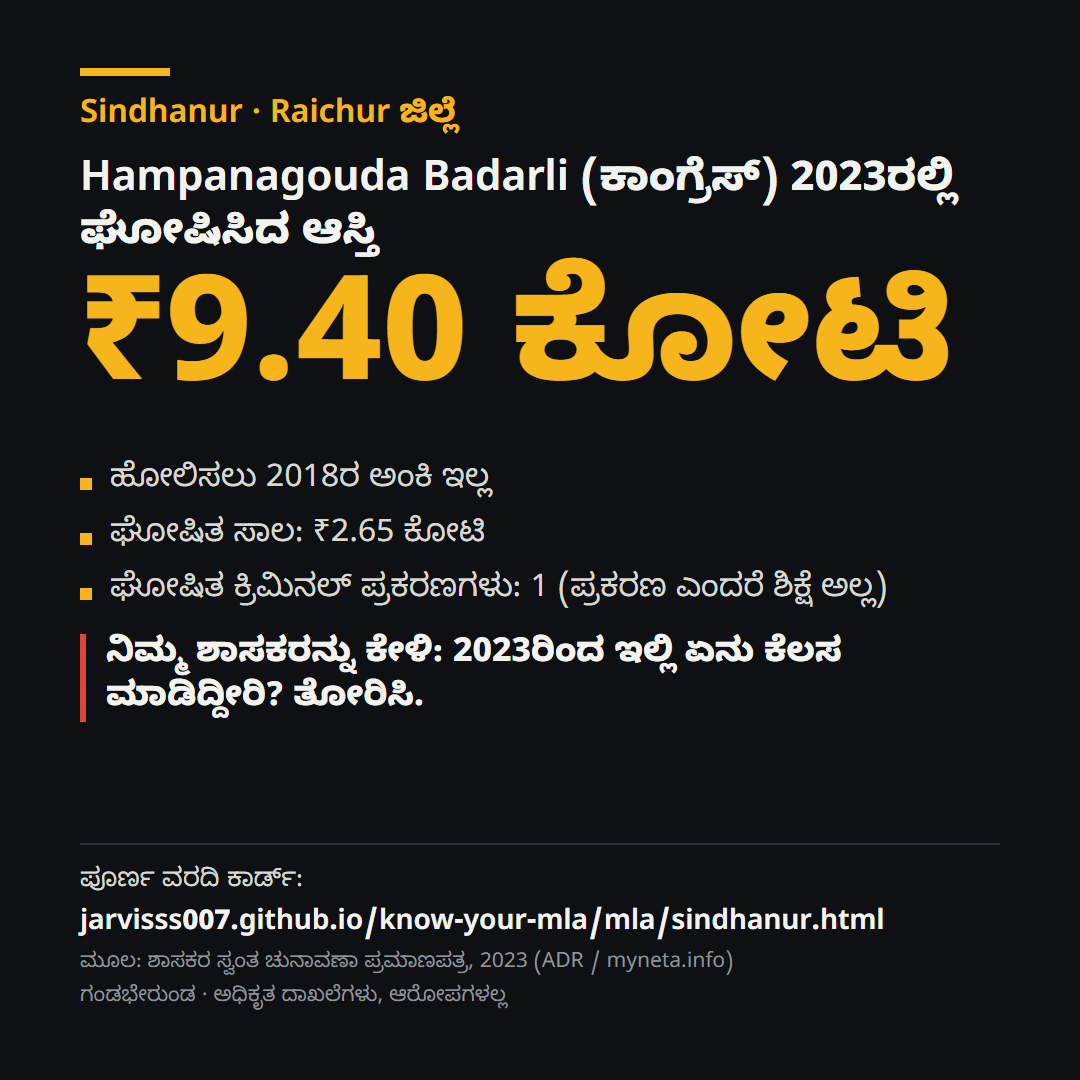 Sindhanur · Raichur ಜಿಲ್ಲೆ
Hampanagouda Badarli (ಕಾಂಗ್ರೆಸ್) 2023ರಲ್ಲಿ
ಘೋಷಿಸಿದ ಆಸ್ತಿ
₹9.40 ಕೋಟಿ
ಹೋಲಿಸಲು 2018ರ ಅಂಕಿ ಇಲ್ಲ
ಘೋಷಿತ ಸಾಲ: ₹2.65 ಕೋಟಿ
ಘೋಷಿತ ಕ್ರಿಮಿನಲ್ ಪ್ರಕರಣಗಳು: 1 (ಪ್ರಕರಣ ಎಂದರೆ ಶಿಕ್ಷೆ ಅಲ್ಲ)
ನಿಮ್ಮ ಶಾಸಕರನ್ನು ಕೇಳಿ: 2023ರಿಂದ ಇಲ್ಲಿ ಏನು ಕೆಲಸ
ಮಾಡಿದ್ದೀರಿ? ತೋರಿಸಿ.
ಪೂರ್ಣ ವರದಿ ಕಾರ್ಡ್:
jarvisss007.github.io/know-your-mla/mla/sindhanur.html
ಮೂಲ: ಶಾಸಕರ ಸ್ವಂತ ಚುನಾವಣಾ ಪ್ರಮಾಣಪತ್ರ, 2023 (ADR / myneta.info)
ಗಂಡಭೇರುಂಡ · ಅಧಿಕೃತ ದಾಖಲೆಗಳು, ಆರೋಪಗಳಲ್ಲ